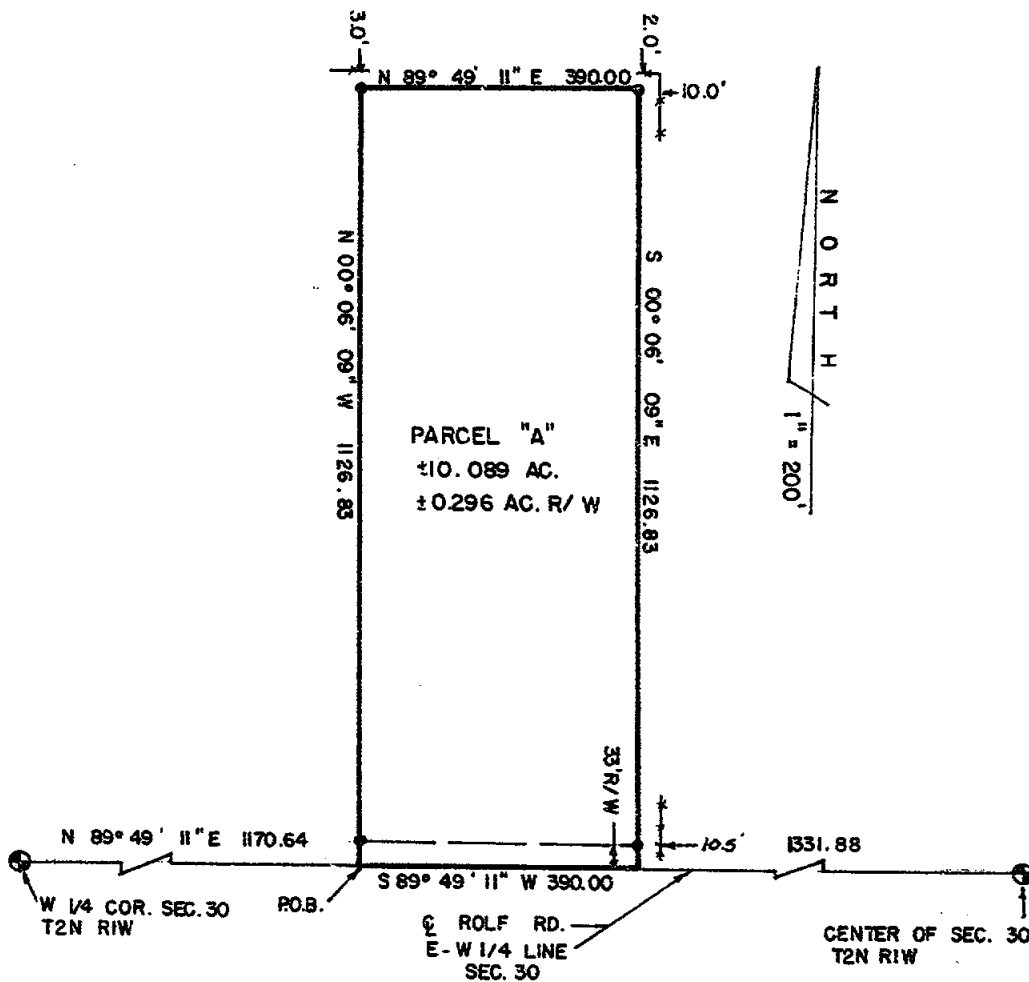 3.0'
2.0'
N 89° 49' 11" E 390.00
10.0'
NORTH
1" = 200'
N 00° 06' 09" W 1126.83
S 00° 06' 09" E 1126.83
PARCEL "A"
±10.089 AC.
±0.296 AC. R/W
33' R/W
N 89° 49' 11" E 1170.64
10.5'
1331.88
S 89° 49' 11" W 390.00
W 1/4 COR. SEC. 30
T2N R1W
P.O.B.
℄ ROLF RD.
E-W 1/4 LINE
SEC. 30
CENTER OF SEC. 30
T2N R1W